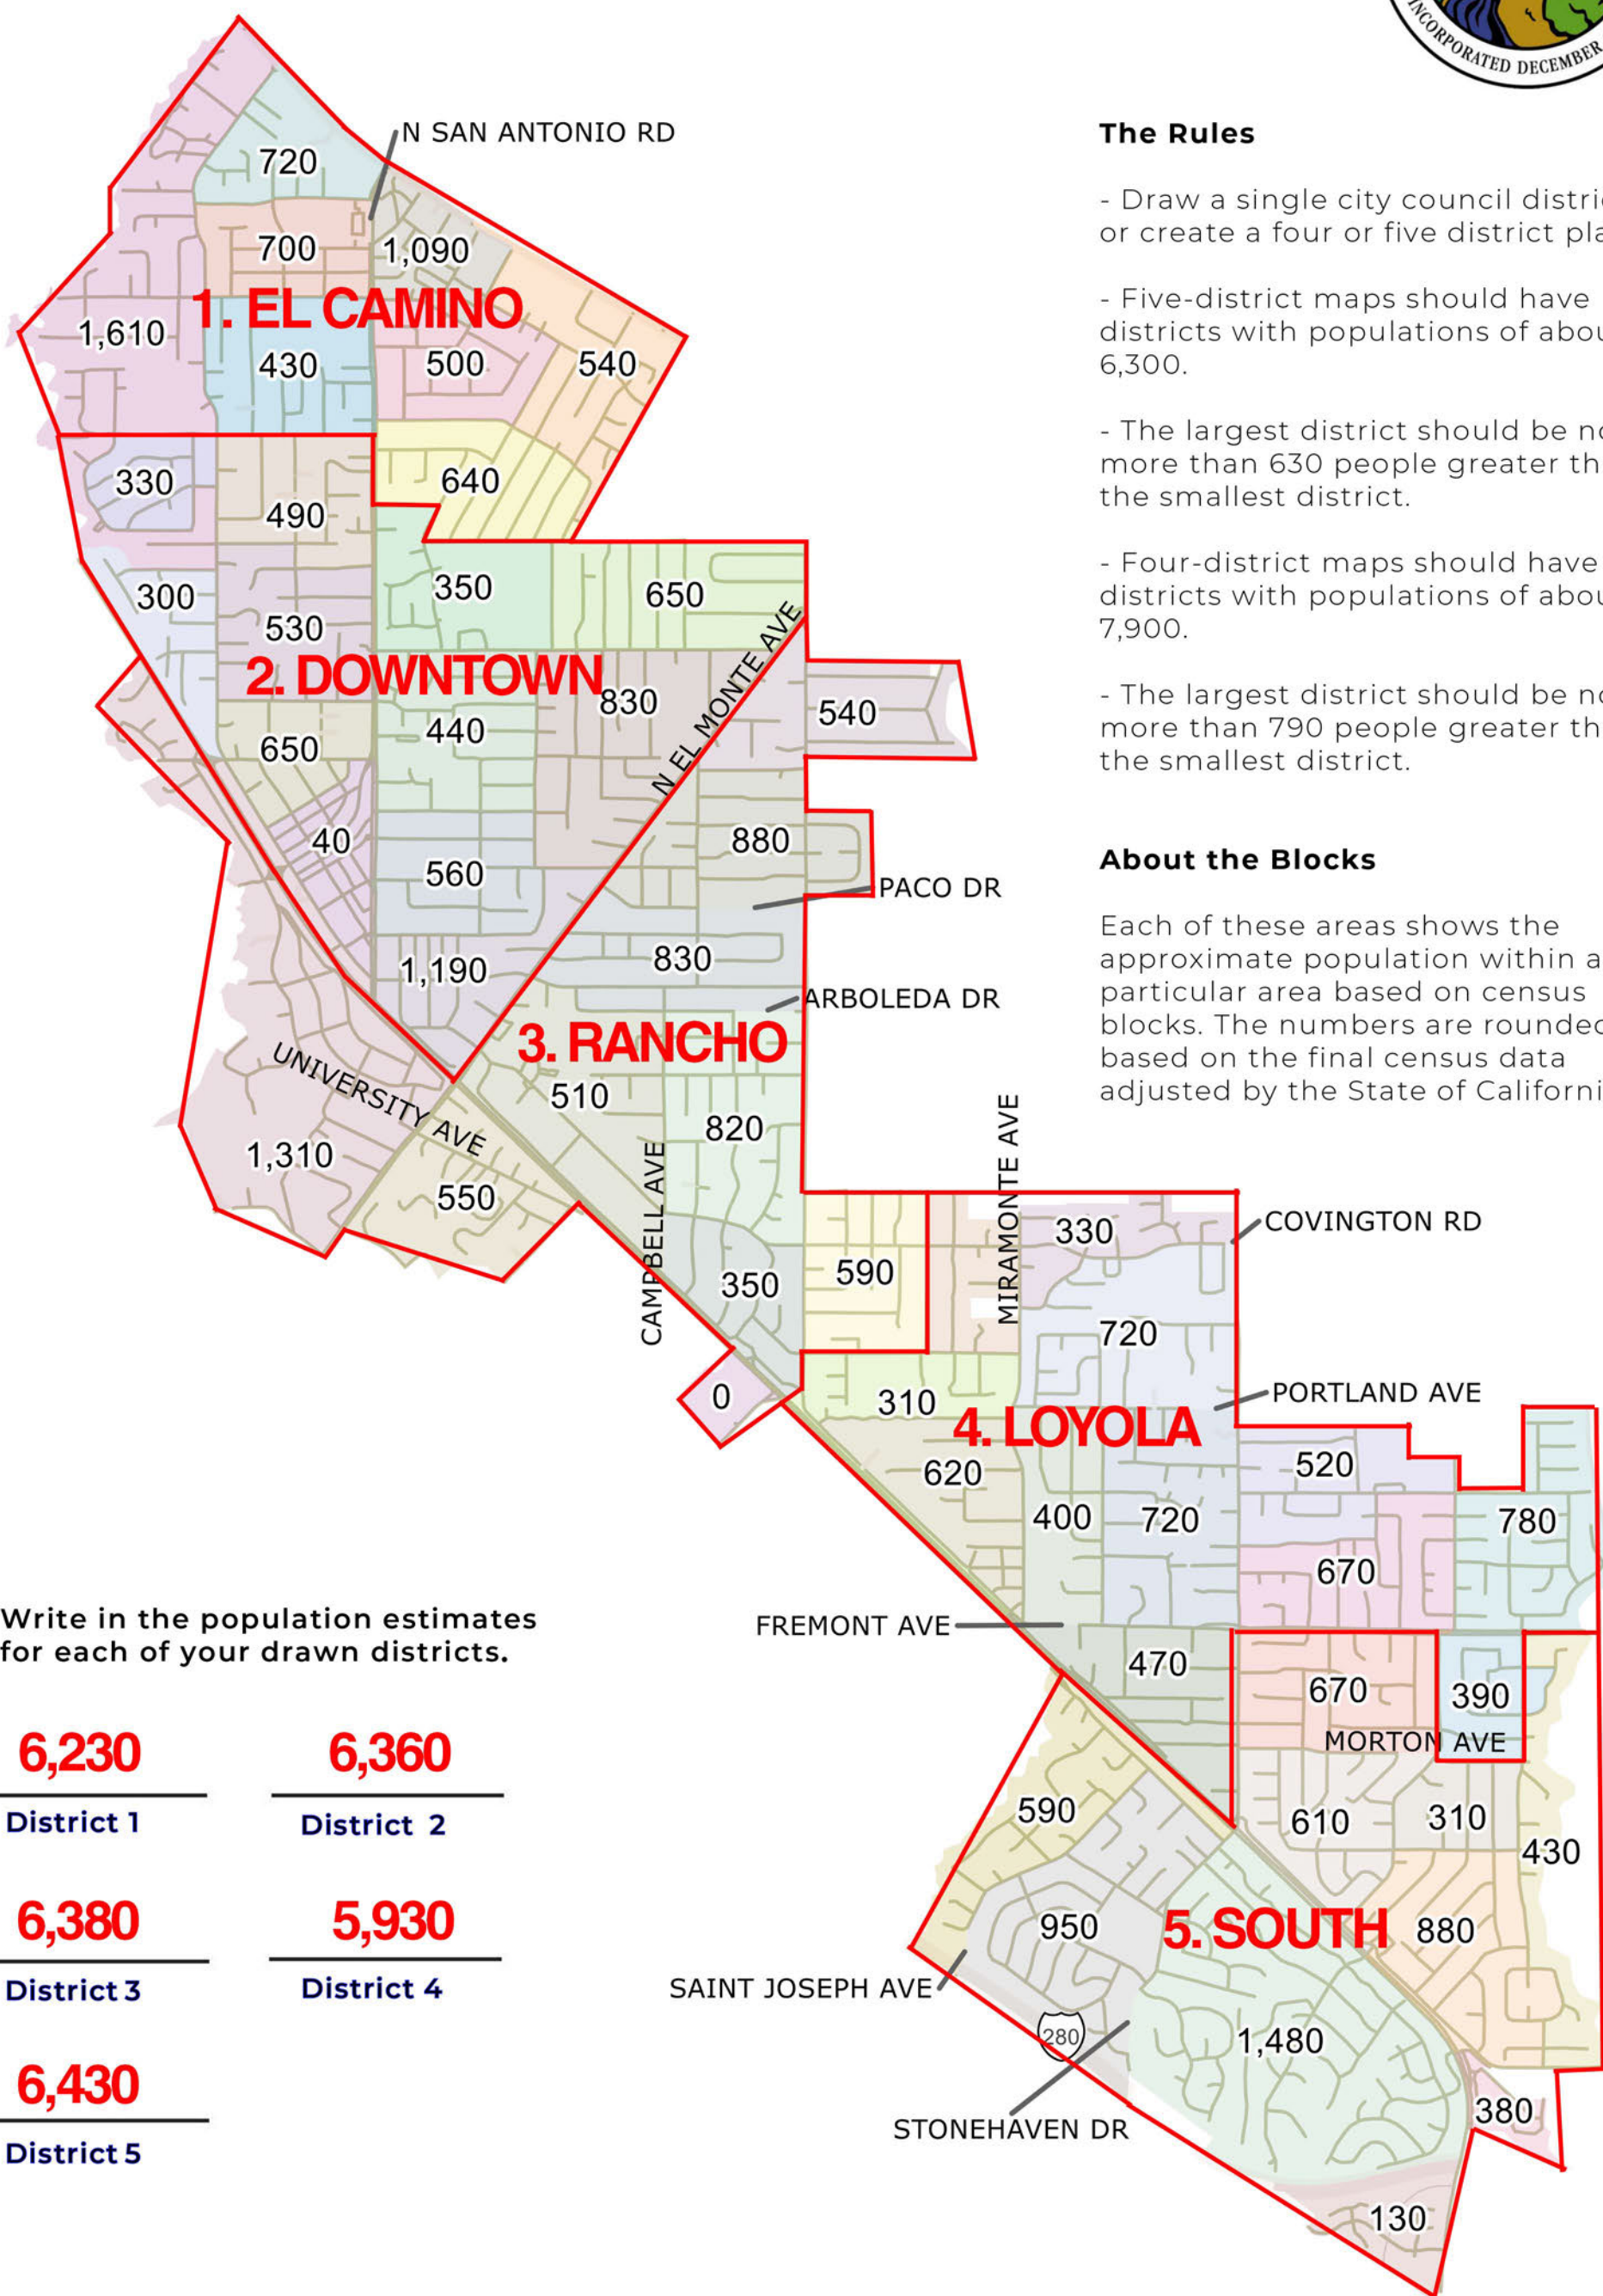 INCORPORATED DECEMBER
N SAN ANTONIO RD
720
700
1,090
1. EL CAMINO
1,610
430
500
540
330
490
640
300
530
350
650
2. DOWNTOWN
830
N EL MONTE AVE
540
650
440
40
880
560
PACO DR
1,190
830
ARBOLEDA DR
3. RANCHO
UNIVERSITY AVE
510
820
1,310
550
CAMPBELL AVE
350
590
MIRAMONTE AVE
330
COVINGTON RD
720
0
310
PORTLAND AVE
4. LOYOLA
620
520
400
720
780
670
FREMONT AVE
470
670
390
MORTON AVE
590
610
310
430
950
5. SOUTH
880
SAINT JOSEPH AVE
280
1,480
STONEHAVEN DR
380
130
The Rules
- Draw a single city council distri
or create a four or five district pla
- Five-district maps should have
districts with populations of abou
6,300.
- The largest district should be no
more than 630 people greater th
the smallest district.
- Four-district maps should have
districts with populations of abou
7,900.
- The largest district should be no
more than 790 people greater th
the smallest district.
About the Blocks
Each of these areas shows the
approximate population within a
particular area based on census
blocks. The numbers are rounded
based on the final census data
adjusted by the State of Californi
Write in the population estimates
for each of your drawn districts.
6,230
District 1
6,360
District 2
6,380
District 3
5,930
District 4
6,430
District 5